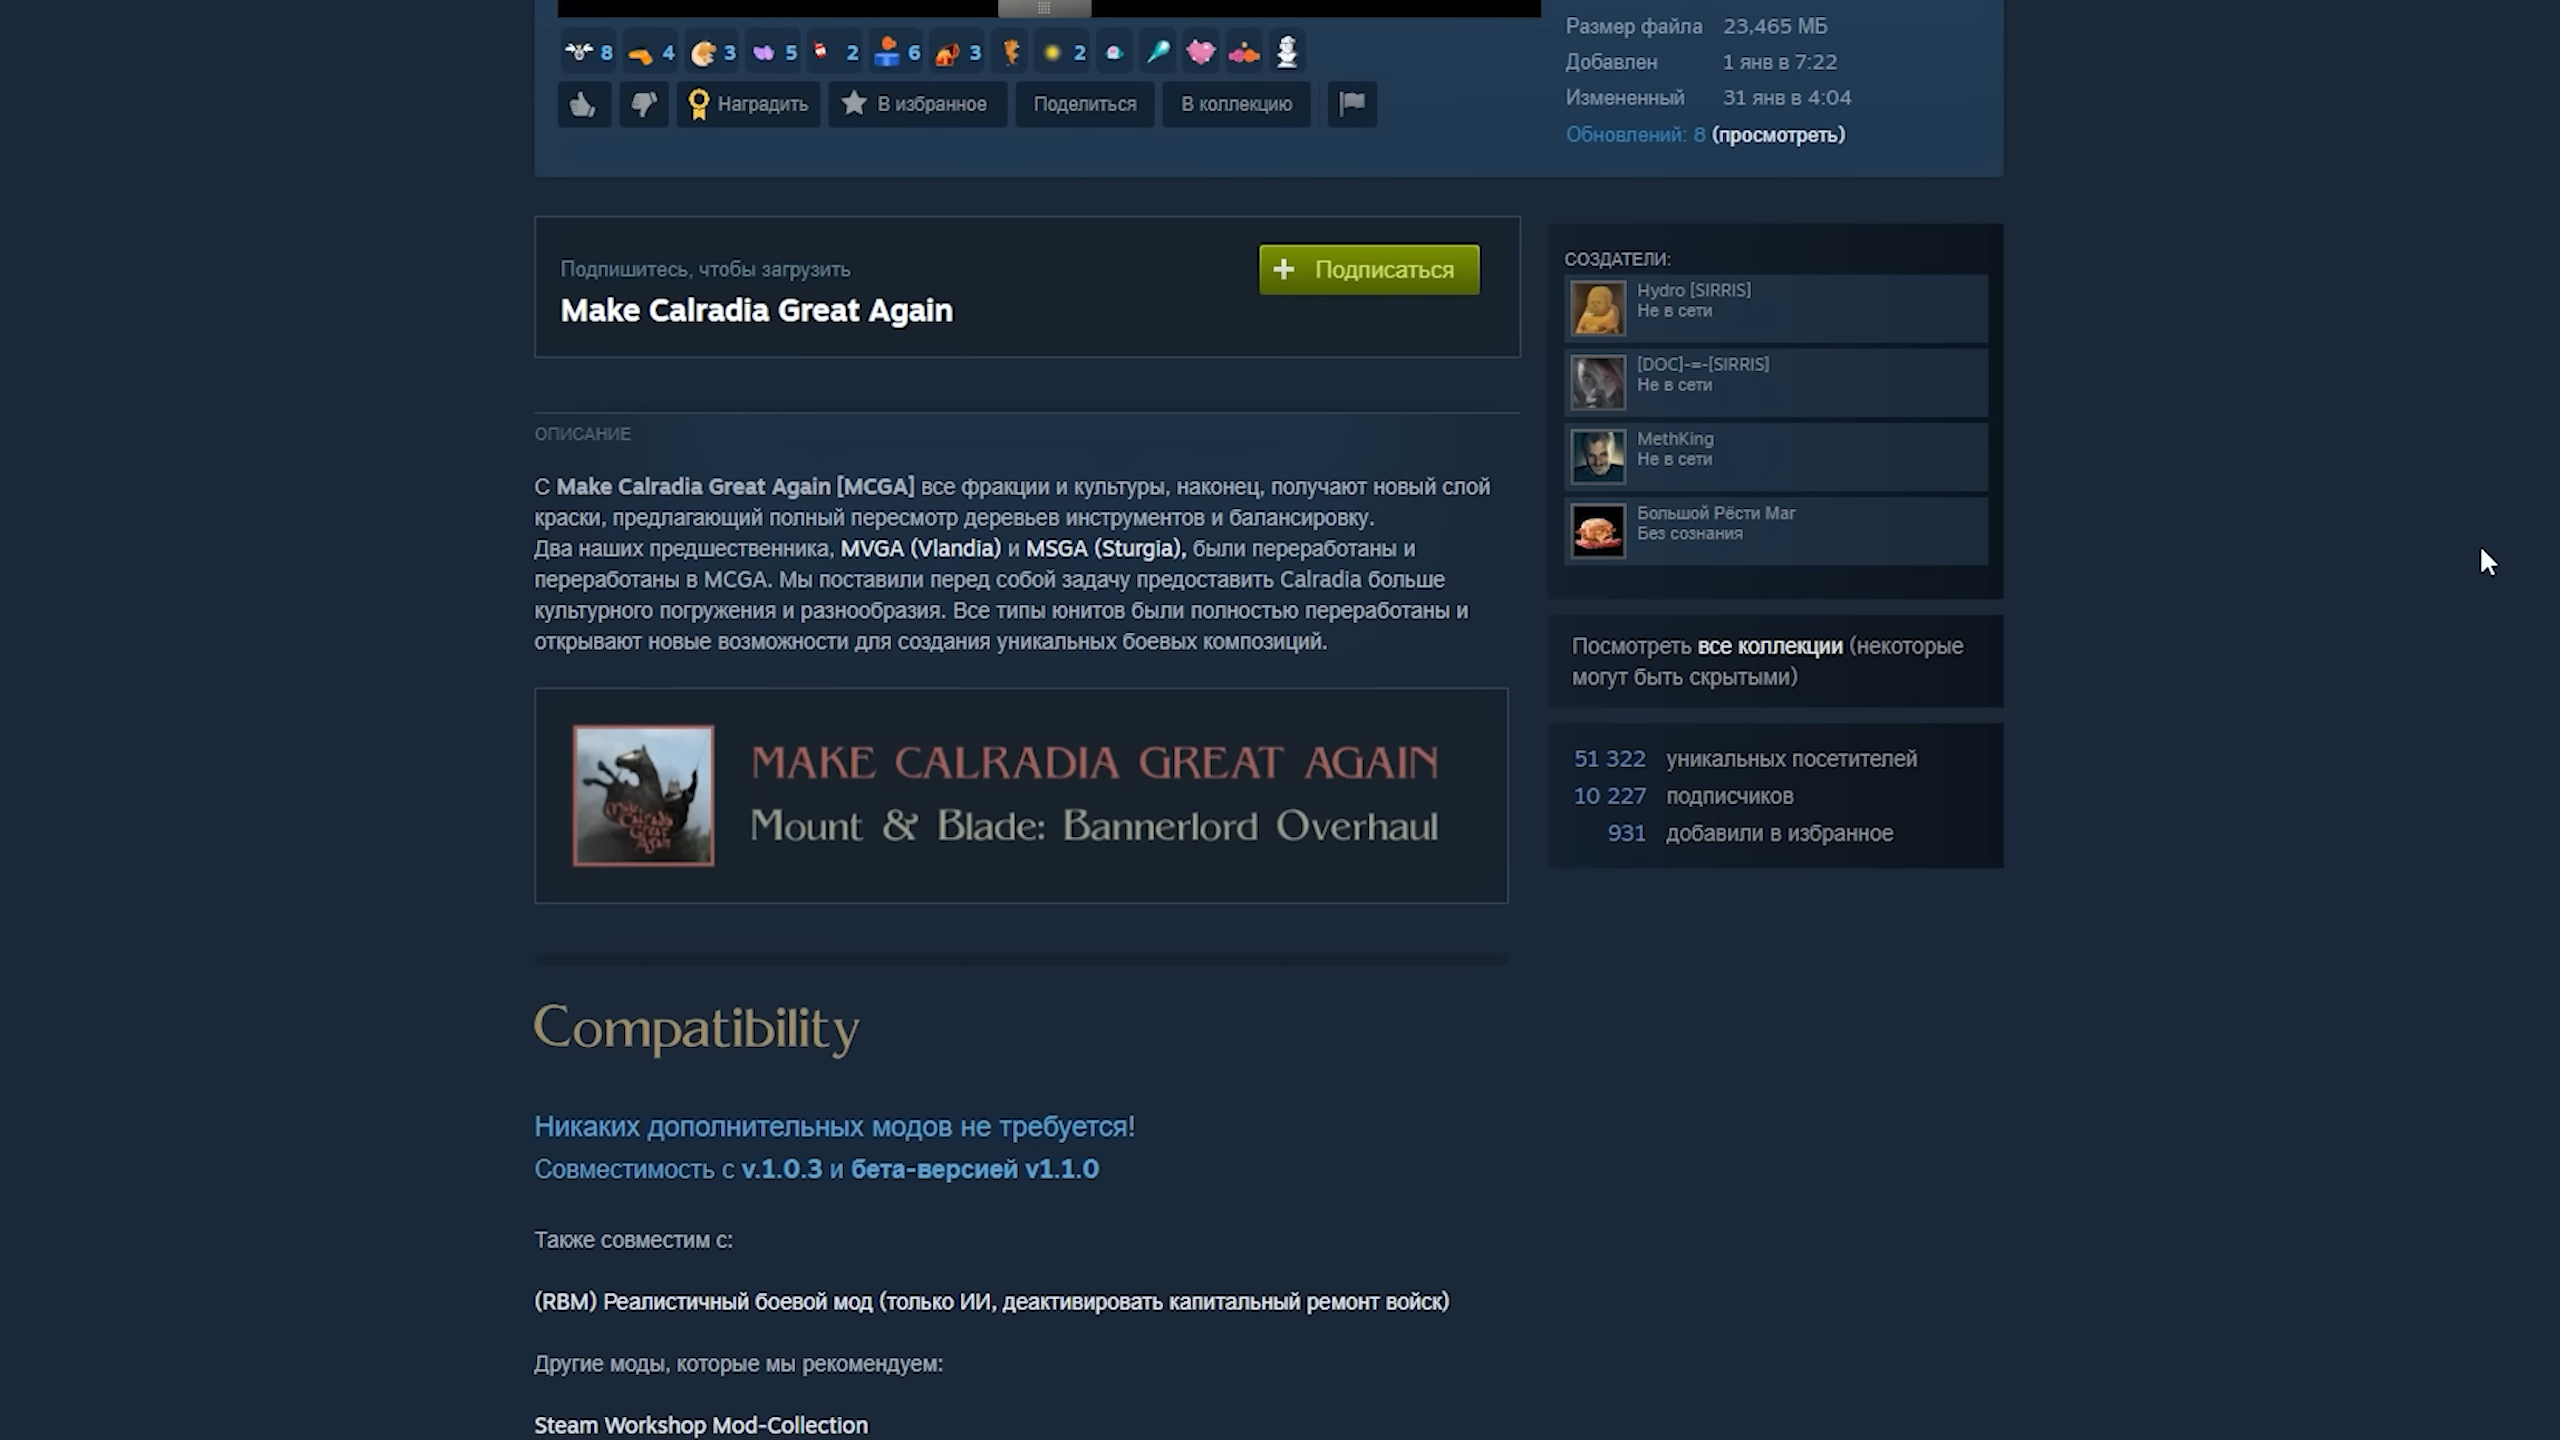 8 4 3 5 2 6 3 2
Наградить В избранное Поделиться В коллекцию
Размер файла 23,465 МБ
Добавлен 1 янв в 7:22
Измененный 31 янв в 4:04
Обновлений: 8 (просмотреть)
Подпишитесь, чтобы загрузить
Make Calradia Great Again
Подписаться
ОПИСАНИЕ
С Make Calradia Great Again [MCGA] все фракции и культуры, наконец, получают новый слой
краски, предлагающий полный пересмотр деревьев инструментов и балансировку.
Два наших предшественника, MVGA (Vlandia) и MSGA (Sturgia), были переработаны и
переработаны в MCGA. Мы поставили перед собой задачу предоставить Calradia больше
культурного погружения и разнообразия. Все типы юнитов были полностью переработаны и
открывают новые возможности для создания уникальных боевых композиций.
Make Calradia Great Again
MAKE CALRADIA GREAT AGAIN
Mount & Blade: Bannerlord Overhaul
Compatibility
Никаких дополнительных модов не требуется!
Совместимость с v.1.0.3 и бета-версией v1.1.0
Также совместим с:
(RBM) Реалистичный боевой мод (только ИИ, деактивировать капитальный ремонт войск)
Другие моды, которые мы рекомендуем:
Steam Workshop Mod-Collection
СОЗДАТЕЛИ:
Hydro [SIRRIS]
Не в сети
[DOC]-=-[SIRRIS]
Не в сети
MethKing
Не в сети
Большой Рёсти Маг
Без сознания
Посмотреть все коллекции (некоторые
могут быть скрытыми)
51 322 уникальных посетителей
10 227 подписчиков
931 добавили в избранное